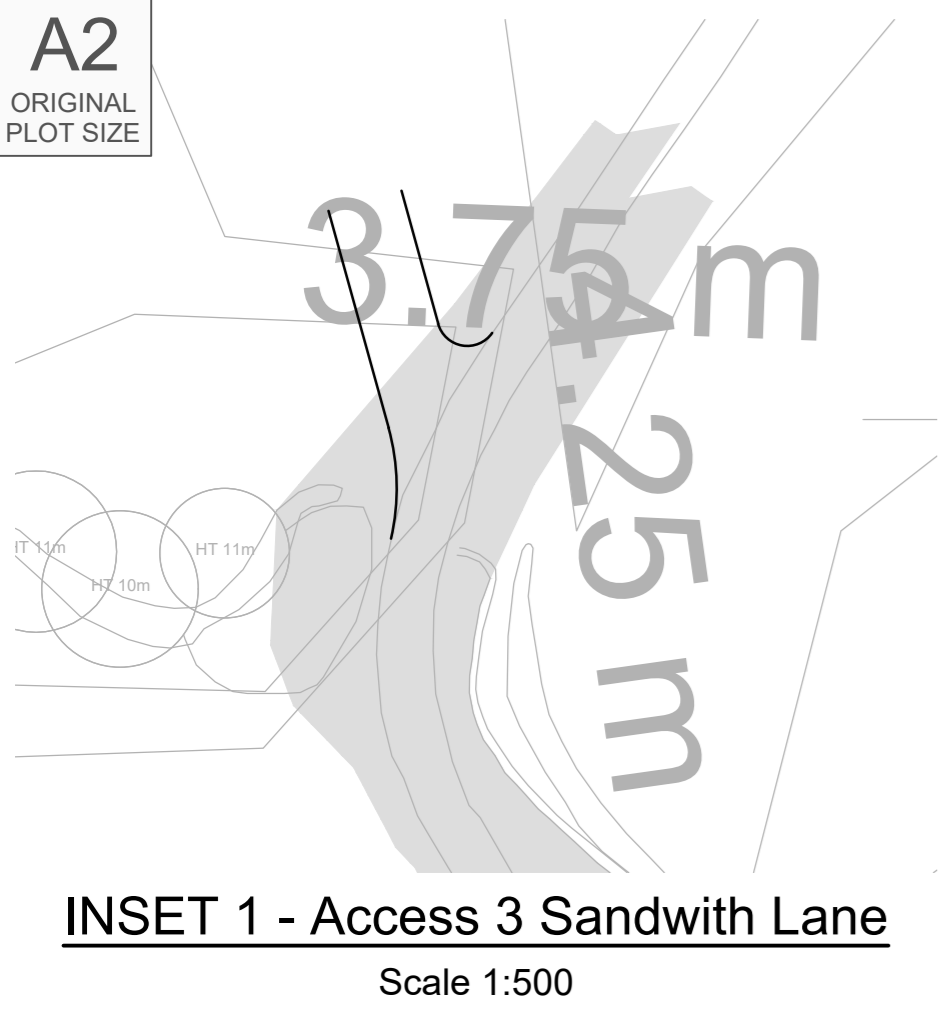 A2
ORIGINAL
PLOT SIZE
3.75 m
4.25 m
HT 11m
HT 11m
HT 10m
INSET 1 - Access 3 Sandwith Lane
Scale 1:500